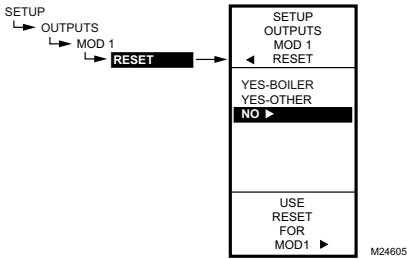 SETUP
OUTPUTS
MOD 1
RESET
SETUP
OUTPUTS
MOD 1
◄ RESET
YES-BOILER
YES-OTHER
NO ►
USE
RESET
FOR
MOD1 ►
M24605